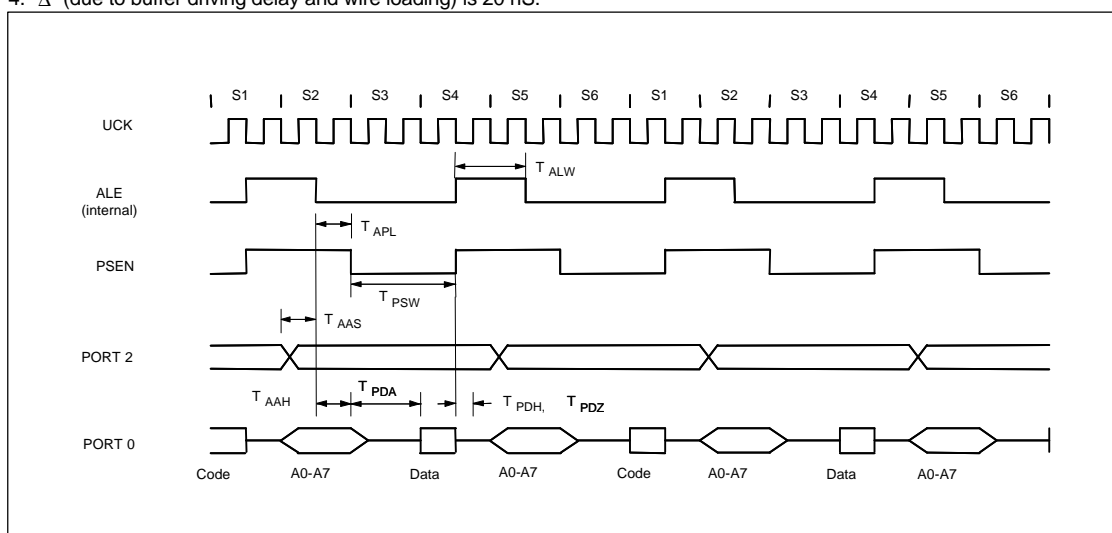 4. "Δ" (due to buffer driving delay and wire loading) is 20 nS.
S1 S2 S3 S4 S5 S6 S1 S2 S3 S4 S5 S6
UCK
T ALW
ALE
(internal)
T APL
PSEN
T PSW
T AAS
PORT 2
T AAH T PDA T PDH, T PDZ
PORT 0
Code A0-A7 Data A0-A7 Code A0-A7 Data A0-A7